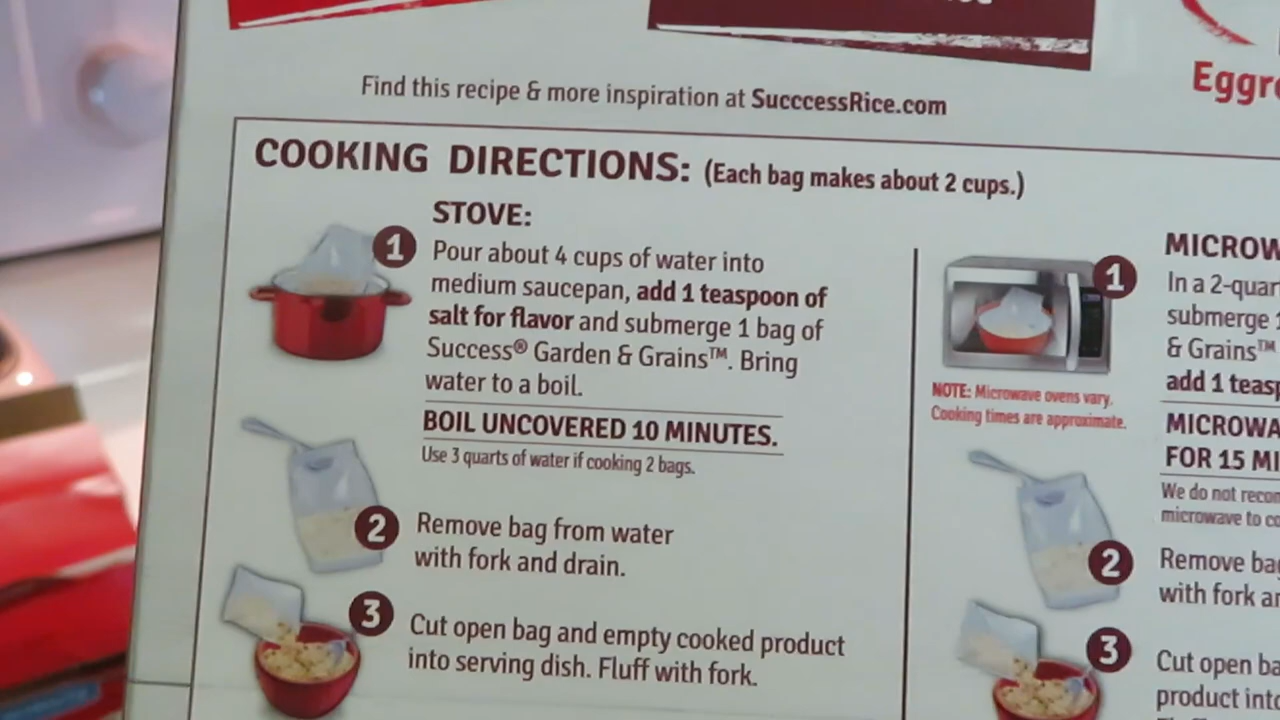 Find this recipe & more inspiration at SucccessRice.com
Eggro
COOKING DIRECTIONS: (Each bag makes about 2 cups.)
STOVE:
1
Pour about 4 cups of water into
medium saucepan, add 1 teaspoon of
salt for flavor and submerge 1 bag of
Success® Garden & Grains™. Bring
water to a boil.
BOIL UNCOVERED 10 MINUTES.
Use 3 quarts of water if cooking 2 bags.
2
Remove bag from water
with fork and drain.
3
Cut open bag and empty cooked product
into serving dish. Fluff with fork.
MICROW
1
In a 2-quar
submerge 1
& Grains™
add 1 teasp
NOTE: Microwave ovens vary.
Cooking times are approximate.
MICROWA
FOR 15 MI
We do not recom
microwave to co
2
Remove bag
with fork an
3
Cut open ba
product into